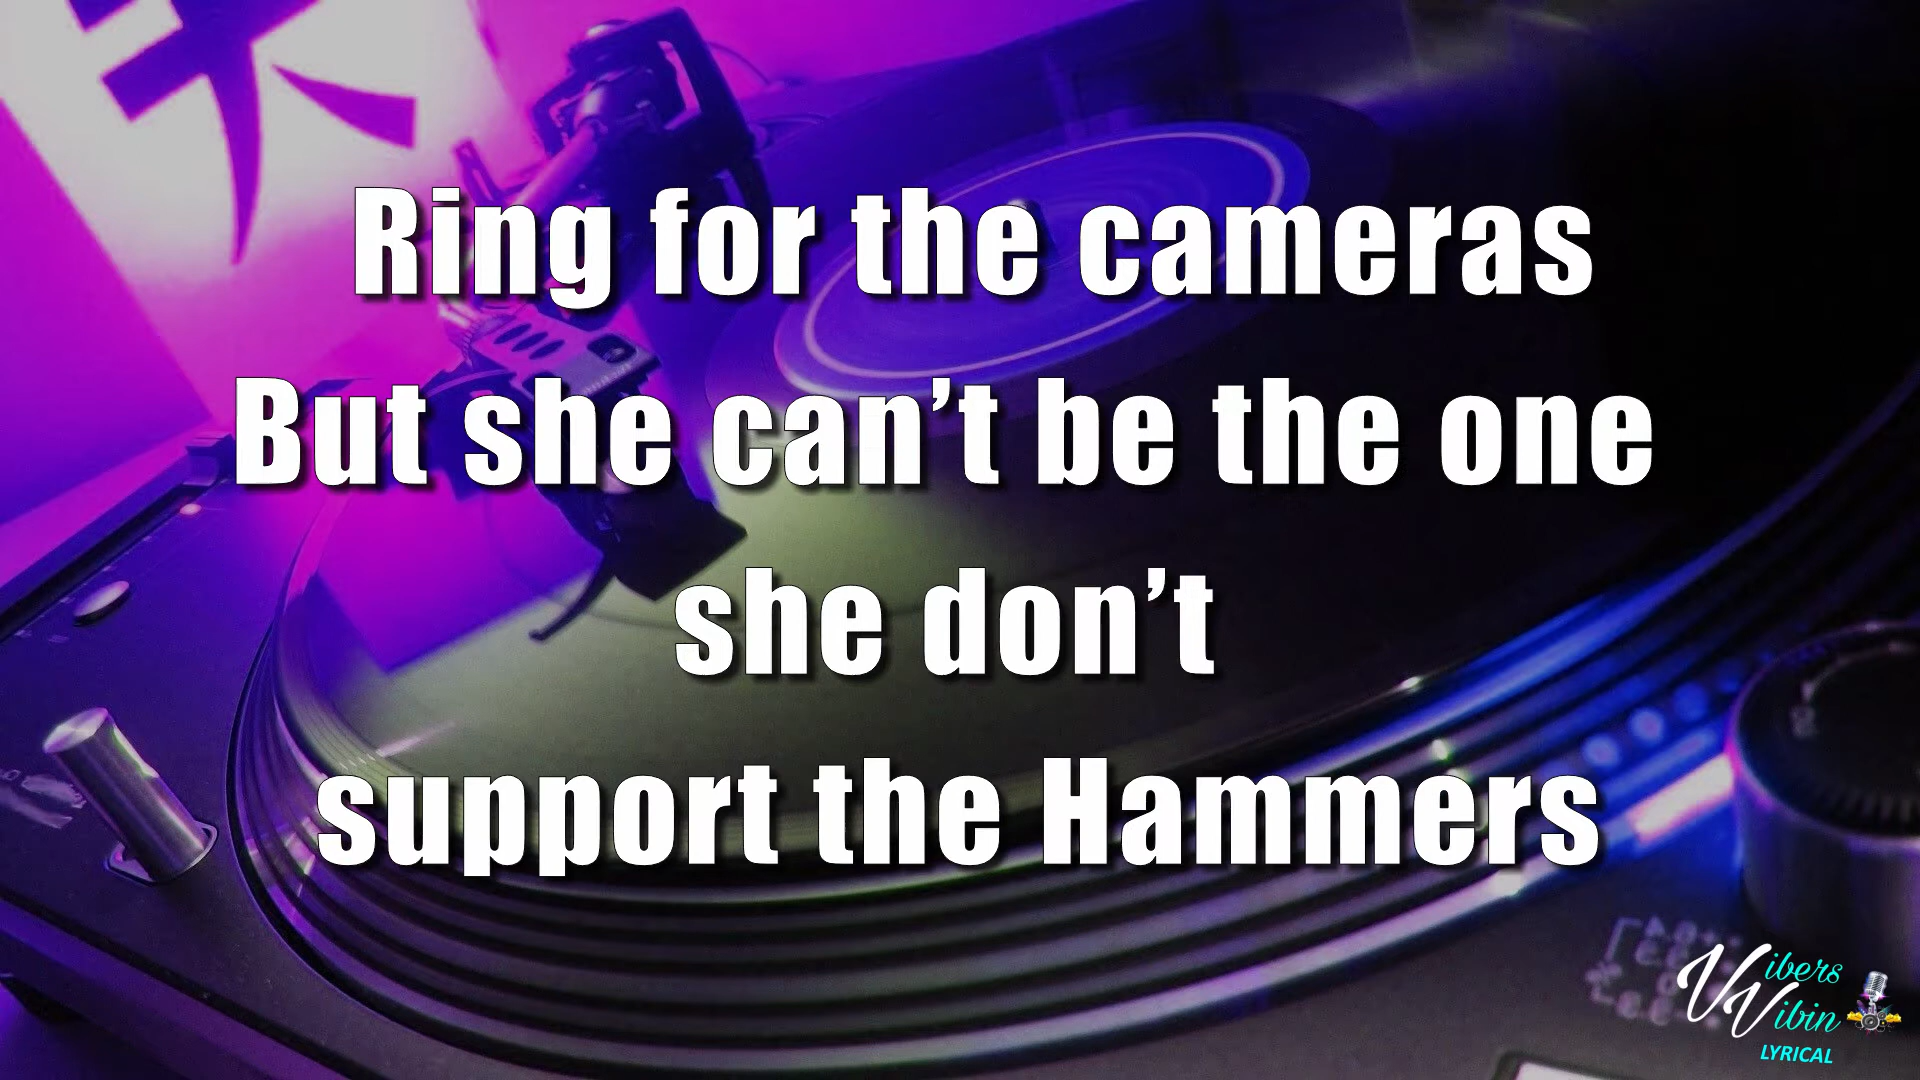 Ring for the cameras
But she can’t be the one
she don’t
support the Hammers
Vibers
Vibin
LYRICAL